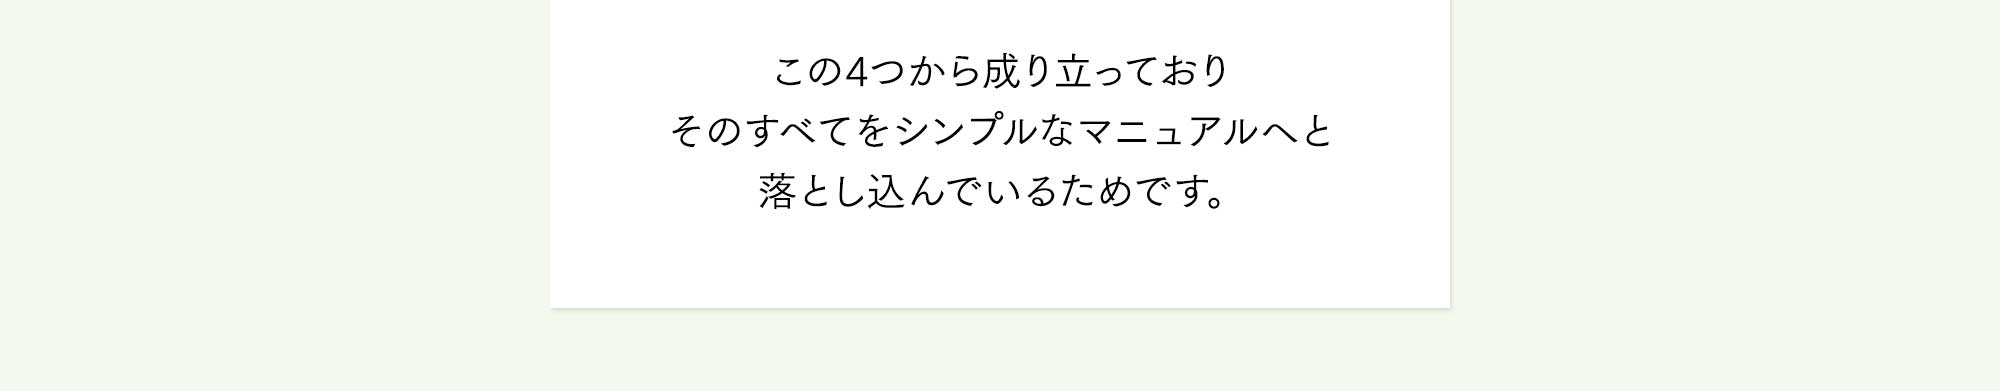 この4つから成り立っており
そのすべてをシンプルなマニュアルへと
落とし込んでいるためです。